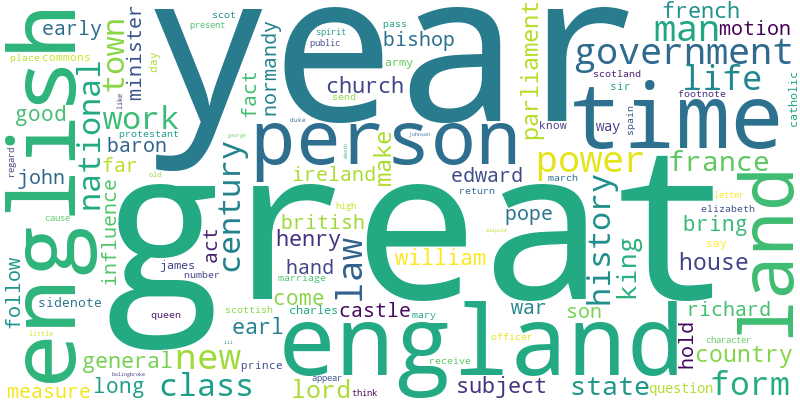 year
great
english
england
time
person
land
man
government
life
french
motion
parliament
scotland
sir
footnote
catholic
know
way
spain
power
france
history
king
bring
elizabeth
letter
say
house
richard
country
character
form
state
question
son
war
hold
subject
officer
receive
mary
charles
lord
appear
think
class
new
general
earl
prince
iii
bolingbroke
measure
long
little
sidenote
follow
queen
james
number
scottish
marriage
come
hand
castle
william
henry
high
british
pope
walpole
return
march
edward
ireland
make
law
act
century
influence
john
far
baron
cause
regard
old
george
death
johnson
duke
protestant
work
national
good
town
early
place
commons
day
like
minister
scot
present
fact
normandy
church
bishop
spirit
public
pass
army
send